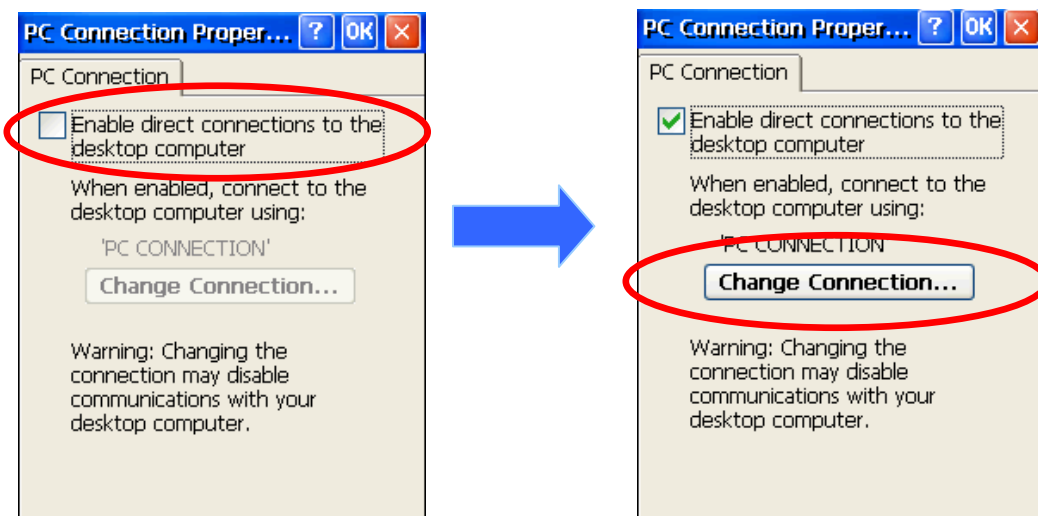 PC Connection Proper... ? OK
PC Connection
Enable direct connections to the
desktop computer
When enabled, connect to the
desktop computer using:
'PC CONNECTION'
Change Connection...
Warning: Changing the
connection may disable
communications with your
desktop computer.
PC Connection Proper... ? OK
PC Connection
Enable direct connections to the
desktop computer
When enabled, connect to the
desktop computer using:
'PC CONNECTION'
Change Connection...
Warning: Changing the
connection may disable
communications with your
desktop computer.